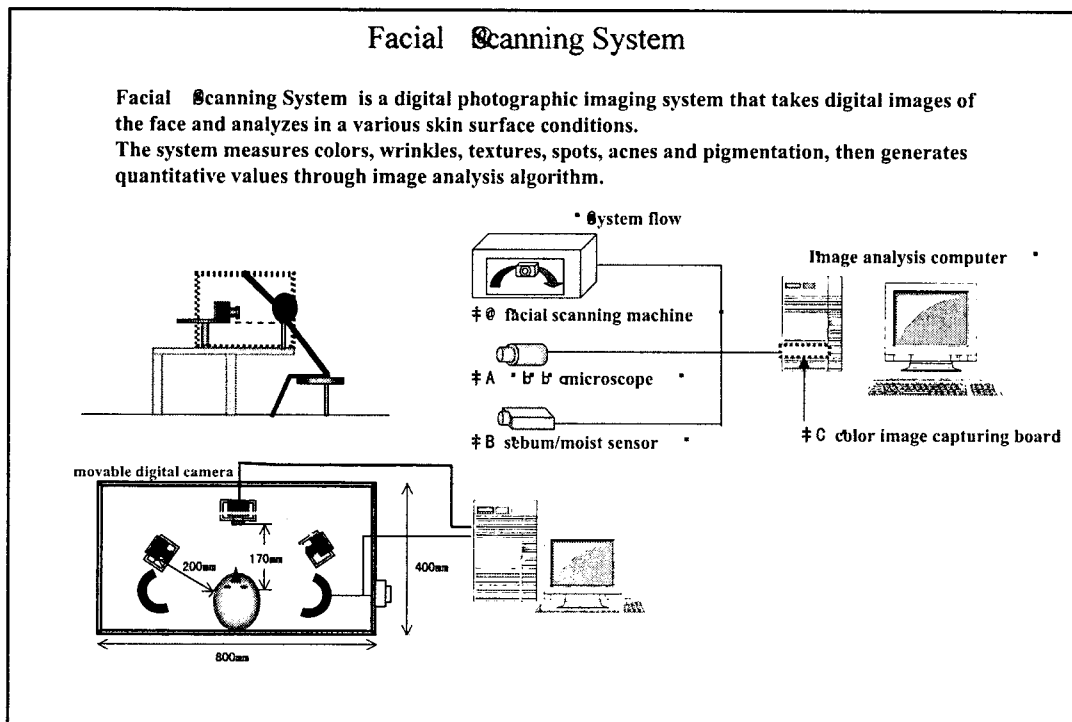 Facial Scanning System
Facial Scanning System is a digital photographic imaging system that takes digital images of
the face and analyzes in a various skin surface conditions.
The system measures colors, wrinkles, textures, spots, acnes and pigmentation, then generates
quantitative values through image analysis algorithm.
System flow
Image analysis computer
‡@ facial scanning machine
‡A microscope
‡B sebum/moist sensor
‡C color image capturing board
movable digital camera
200mm
170mm
400mm
800mm